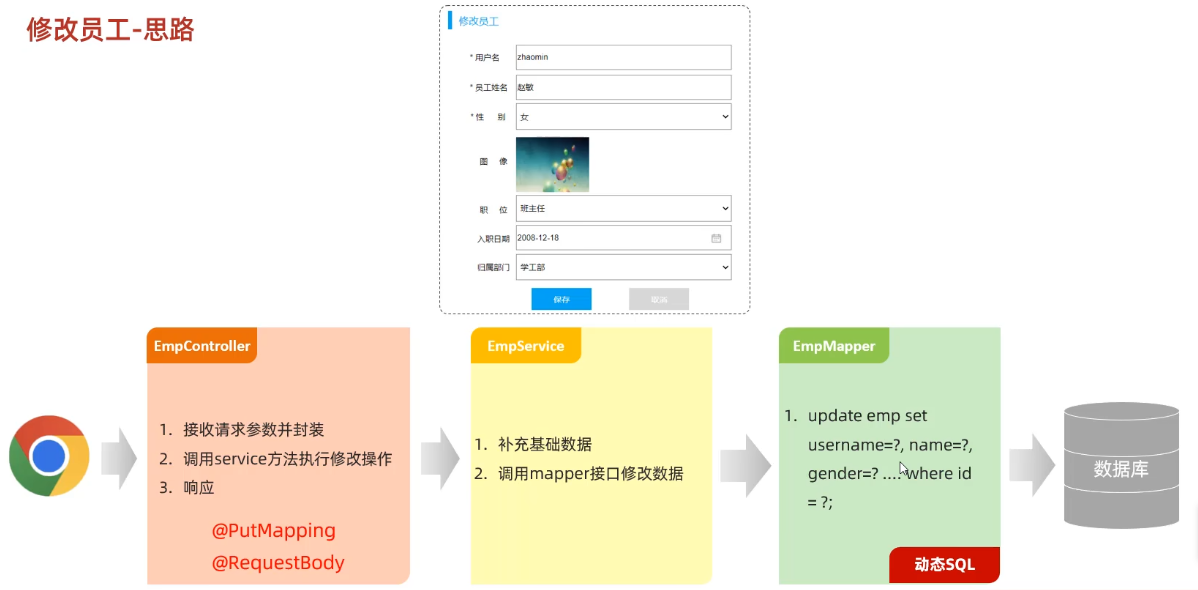 修改员工-思路
修改员工
* 用户名 zhaomin
* 员工姓名 赵敏
* 性 别 女
图 像
职 位 班主任
入职日期 2008-12-18
归属部门 学工部
保存 取消
EmpController
1. 接收请求参数并封装
2. 调用service方法执行修改操作
3. 响应
@PutMapping
@RequestBody
EmpService
1. 补充基础数据
2. 调用mapper接口修改数据
EmpMapper
1. update emp set
username=?, name=?,
gender=? .... where id
= ?;
动态SQL
数据库